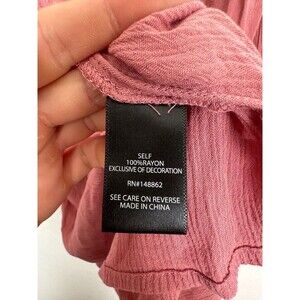 SELF
100%RAYON
EXCLUSIVE OF DECORATION
RN#148862
SEE CARE ON REVERSE
MADE IN CHINA